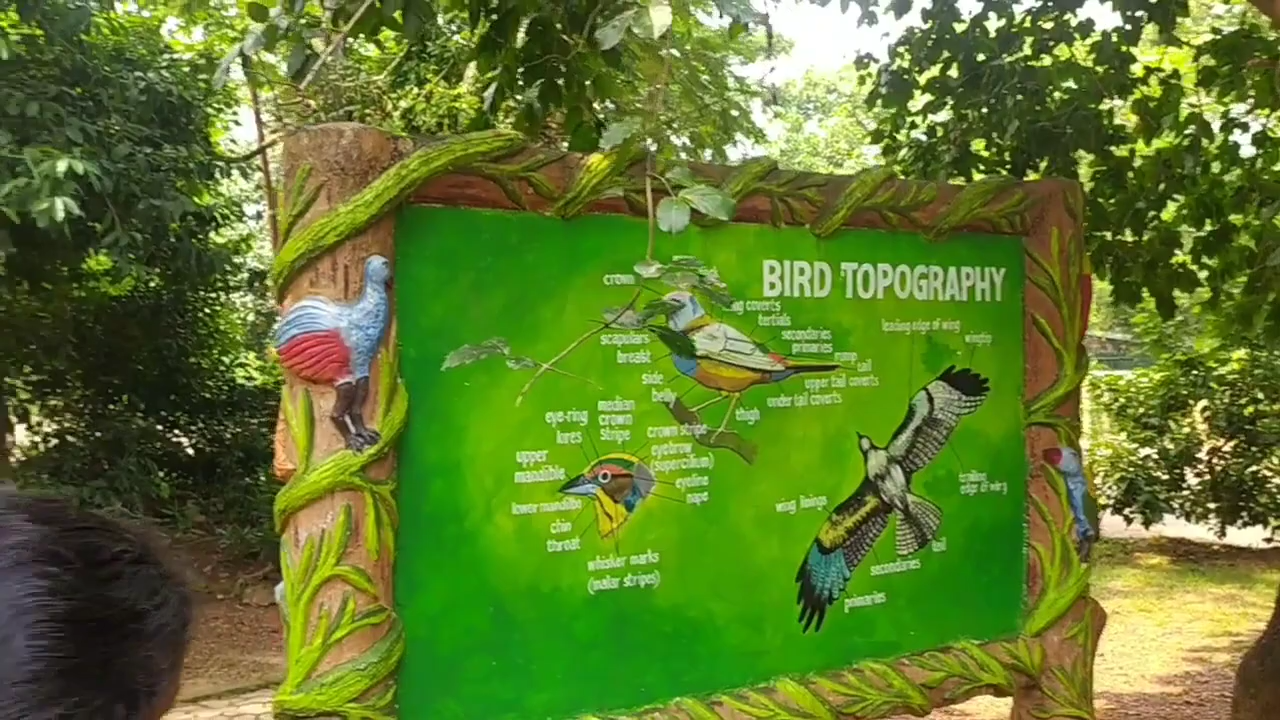 BIRD TOPOGRAPHY
crown
coverts
tertials
scapulars
secondaries
breast
primaries
rump
side
tail
belly
upper tail coverts
under tail coverts
thigh
eye-ring
median
crown
stripe
lores
crown stripe
eyebrow
(supercilium)
upper
mandible
eyeline
nape
lower mandible
chin
throat
whisker marks
(malar stripes)
leading edge of wing
wingtip
trailing
edge of wing
wing linings
tail
secondaries
primaries